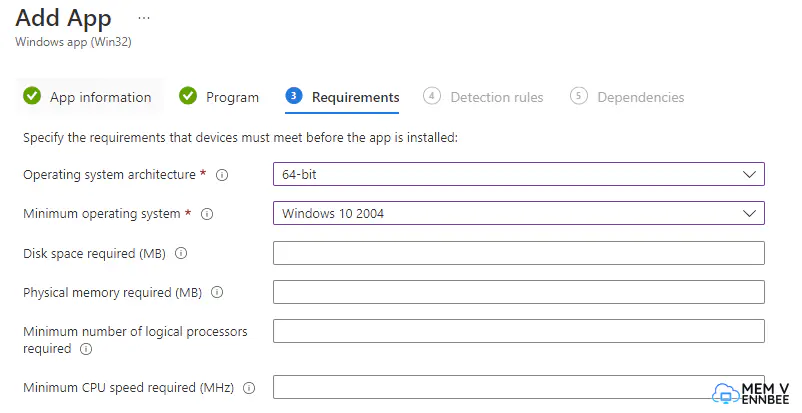 Add App ...
Windows app (Win32)
App information Program 3 Requirements 4 Detection rules 5 Dependencies
Specify the requirements that devices must meet before the app is installed:
Operating system architecture * 64-bit
Minimum operating system * Windows 10 2004
Disk space required (MB)
Physical memory required (MB)
Minimum number of logical processors
required
Minimum CPU speed required (MHz)
MEM V
ENNBEE